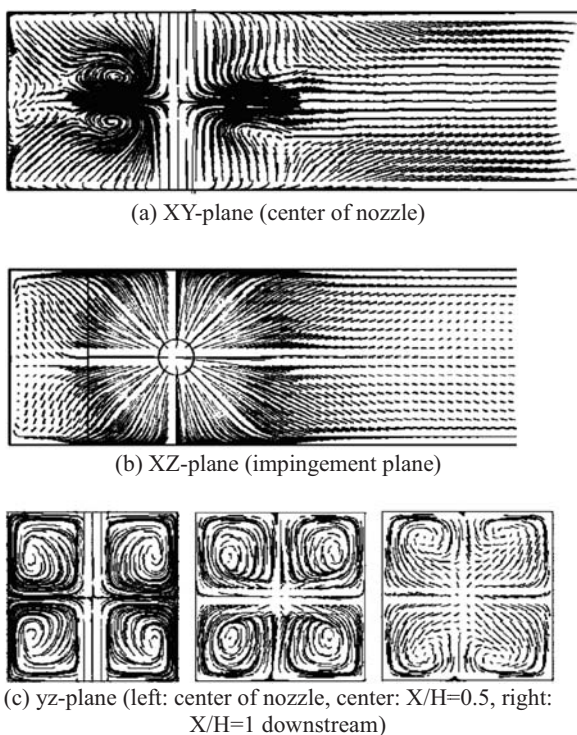 (a) XY-plane (center of nozzle)
(b) XZ-plane (impingement plane)
(c) yz-plane (left: center of nozzle, center: X/H=0.5, right:
X/H=1 downstream)